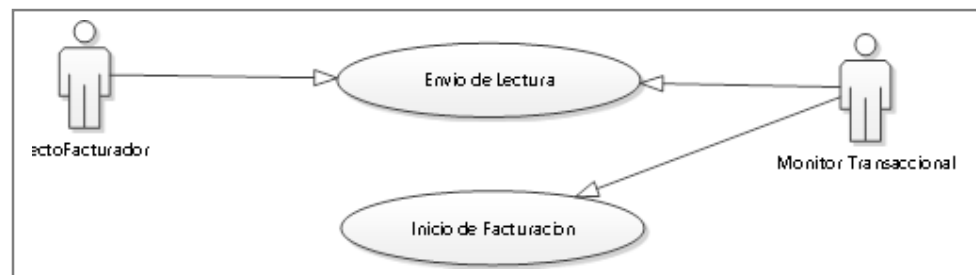 Envio de Lectura
ectoFacturador
Monitor Transaccional
Inicio de Facturacion